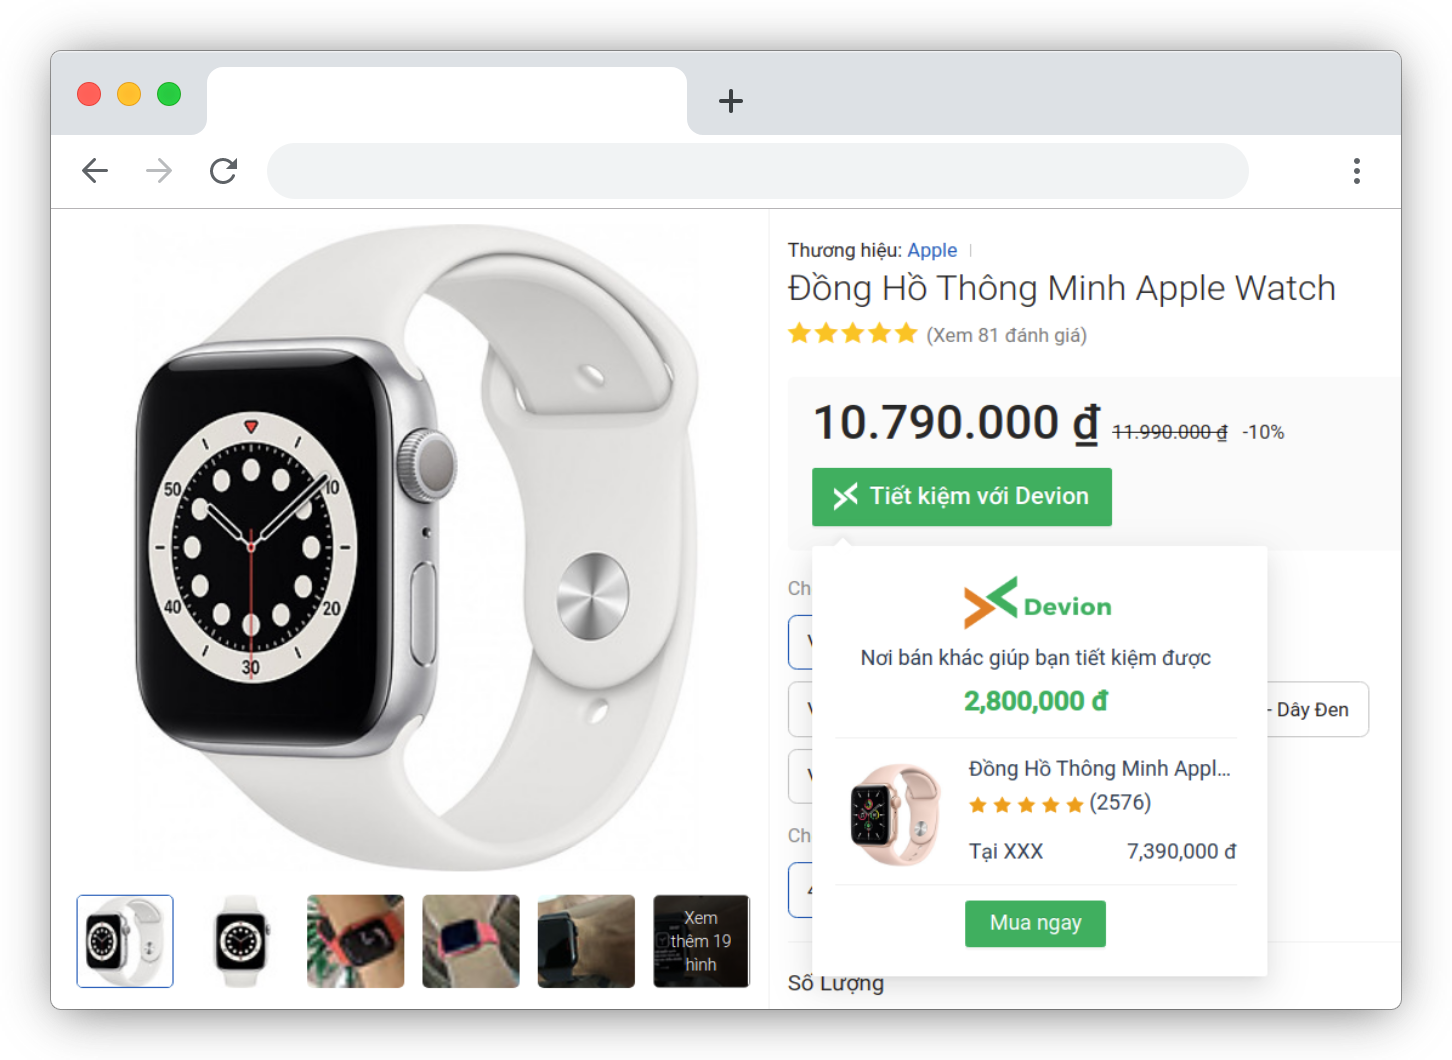 Thương hiệu: Apple
Đồng Hồ Thông Minh Apple Watch
(Xem 81 đánh giá)
10.790.000 ₫ 11.990.000 ₫ -10%
Tiết kiệm với Devion
Ch
Devion
Nơi bán khác giúp bạn tiết kiệm được
2,800,000 đ
- Dây Đen
Đồng Hồ Thông Minh Appl...
(2576)
Tại XXX 7,390,000 đ
Ch
Mua ngay
Số Lượng
50 10
40 20
30
Xem
thêm 19
hình